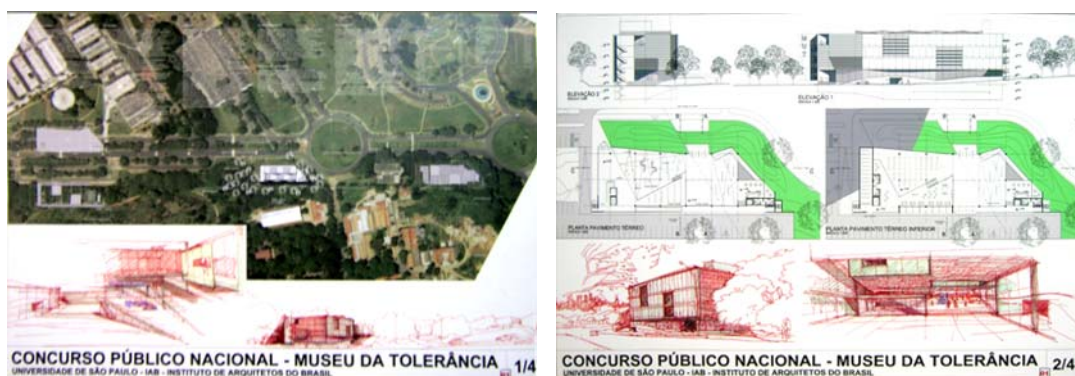 CONCURSO PÚBLICO NACIONAL - MUSEU DA TOLERÂNCIA 1/4
UNIVERSIDADE DE SÃO PAULO - IAB - INSTITUTO DE ARQUITETOS DO BRASIL
M
U
T
ELEVAÇÃO 2
ELEVAÇÃO 1
PLANTA PAVIMENTO TÉRREO
PLANTA PAVIMENTO TÉRREO INFERIOR
CONCURSO PÚBLICO NACIONAL - MUSEU DA TOLERÂNCIA 2/4
UNIVERSIDADE DE SÃO PAULO - IAB - INSTITUTO DE ARQUITETOS DO BRASIL